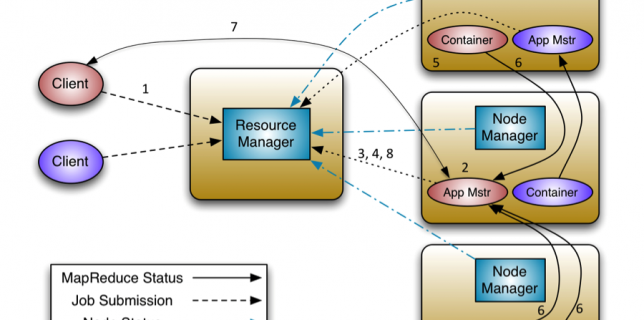 7
Container
App Mstr
5
6
Client
1
Resource
Manager
Node
Manager
3, 4, 8
2
Client
App Mstr
Container
MapReduce Status
Job Submission
Node
Manager
6
6